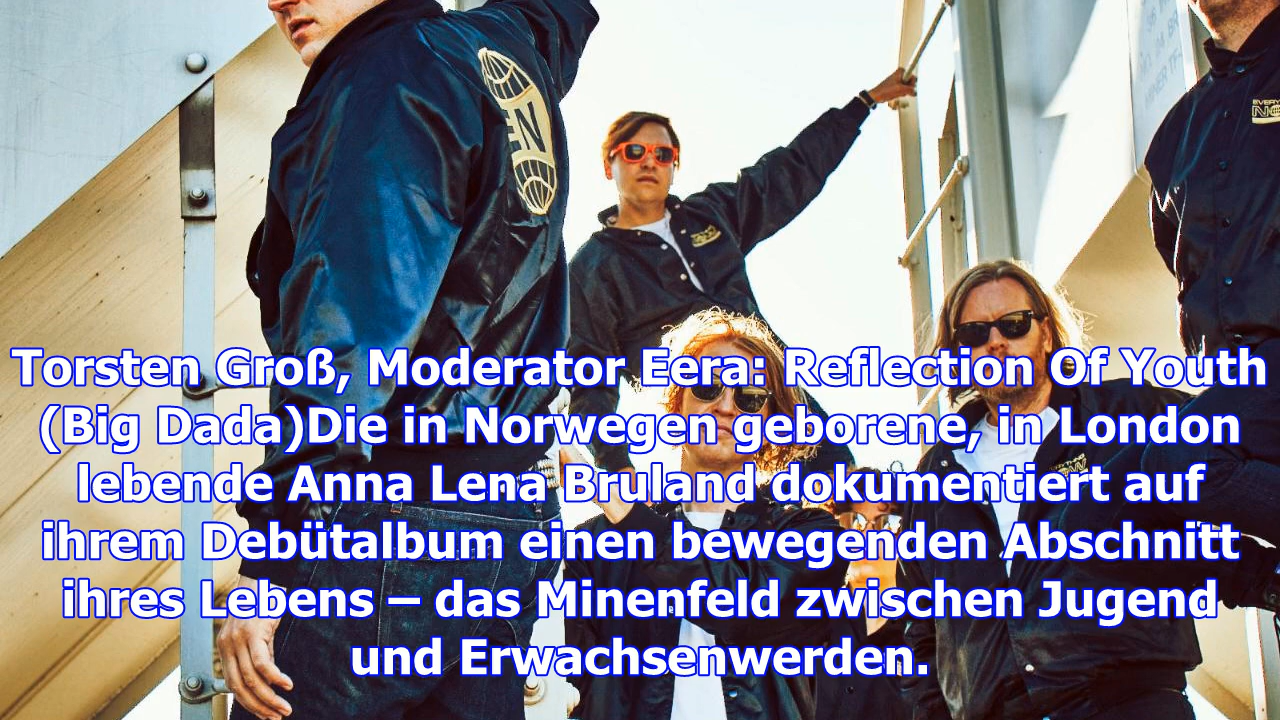 Torsten Groß, Moderator Eera: Reflection Of Youth
(Big Dada)Die in Norwegen geborene, in London
lebende Anna Lena Bruland dokumentiert auf
ihrem Debütalbum einen bewegenden Abschnitt
ihres Lebens – das Minenfeld zwischen Jugend
und Erwachsenwerden.